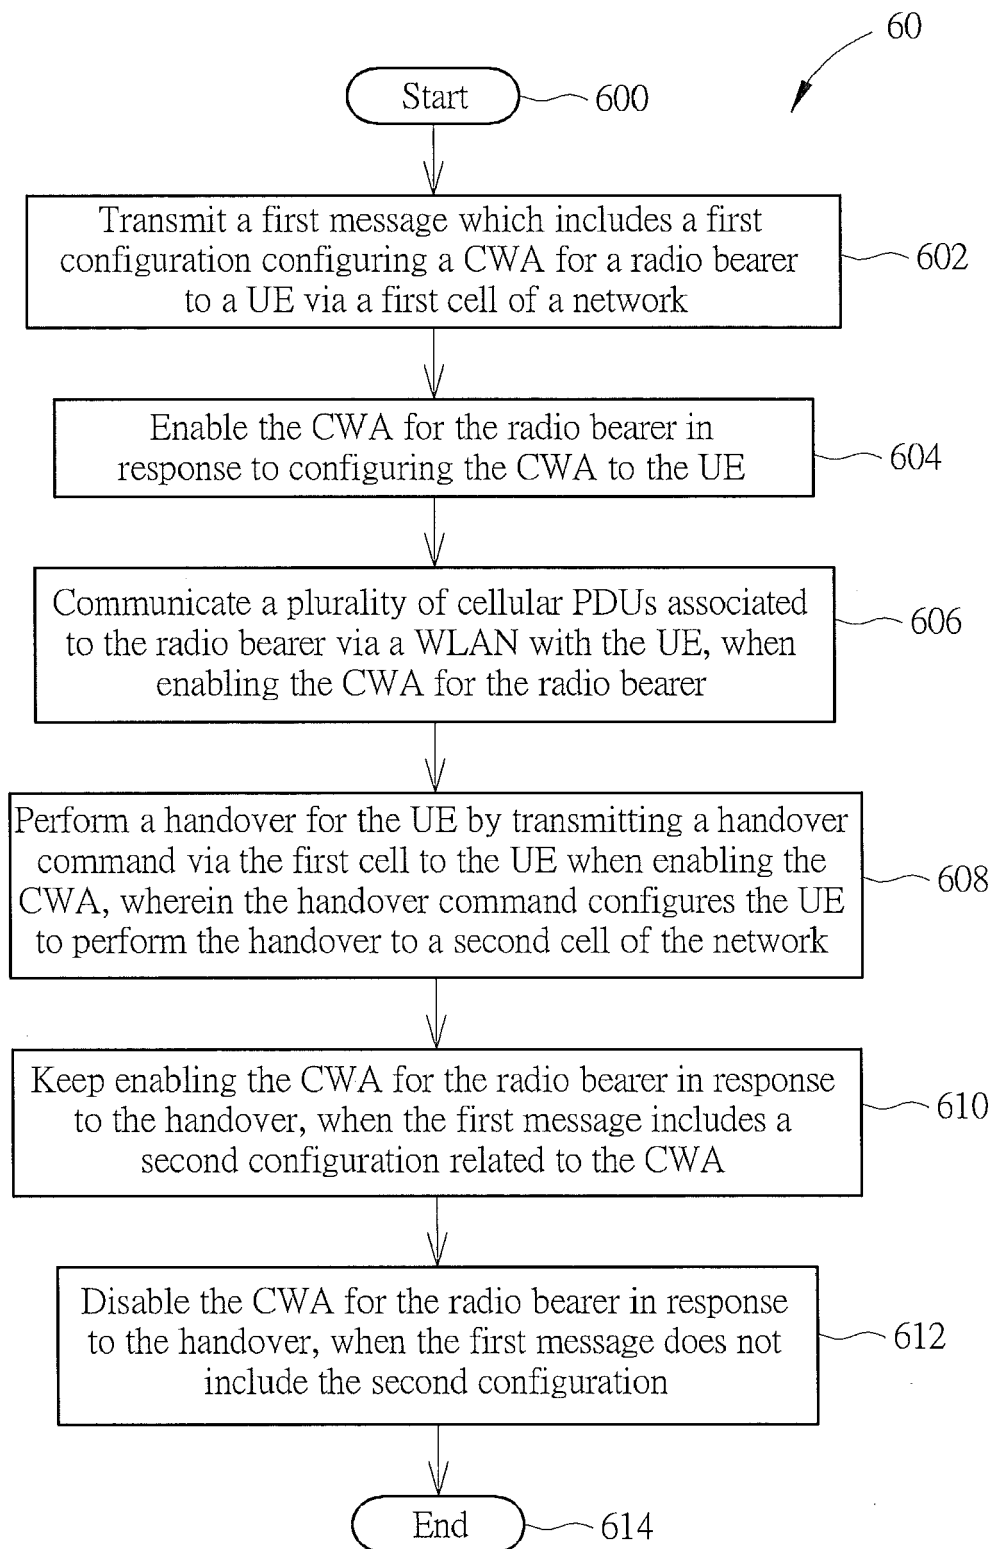 60
Start
600
Transmit a first message which includes a first
configuration configuring a CWA for a radio bearer
to a UE via a first cell of a network
602
Enable the CWA for the radio bearer in
response to configuring the CWA to the UE
604
Communicate a plurality of cellular PDUs associated
to the radio bearer via a WLAN with the UE, when
enabling the CWA for the radio bearer
606
Perform a handover for the UE by transmitting a handover
command via the first cell to the UE when enabling the
CWA, wherein the handover command configures the UE
to perform the handover to a second cell of the network
608
Keep enabling the CWA for the radio bearer in response
to the handover, when the first message includes a
second configuration related to the CWA
610
Disable the CWA for the radio bearer in response
to the handover, when the first message does not
include the second configuration
612
End
614